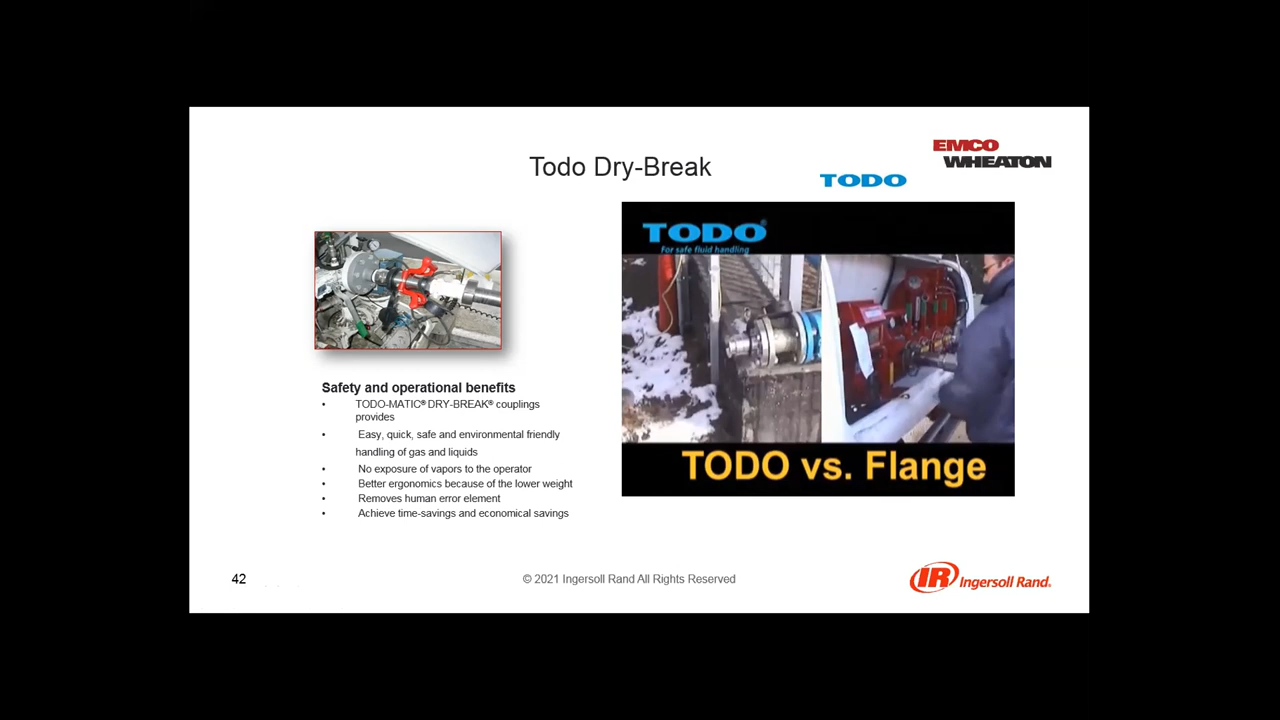 EMCO
WHEATON
Todo Dry-Break
TODO
TODO®
For safe fluid handling
TODO vs. Flange
Safety and operational benefits
• TODO-MATIC® DRY-BREAK® couplings
provides
• Easy, quick, safe and environmental friendly
handling of gas and liquids
• No exposure of vapors to the operator
• Better ergonomics because of the lower weight
• Removes human error element
• Achieve time-savings and economical savings
42
© 2021 Ingersoll Rand All Rights Reserved
IR Ingersoll Rand.